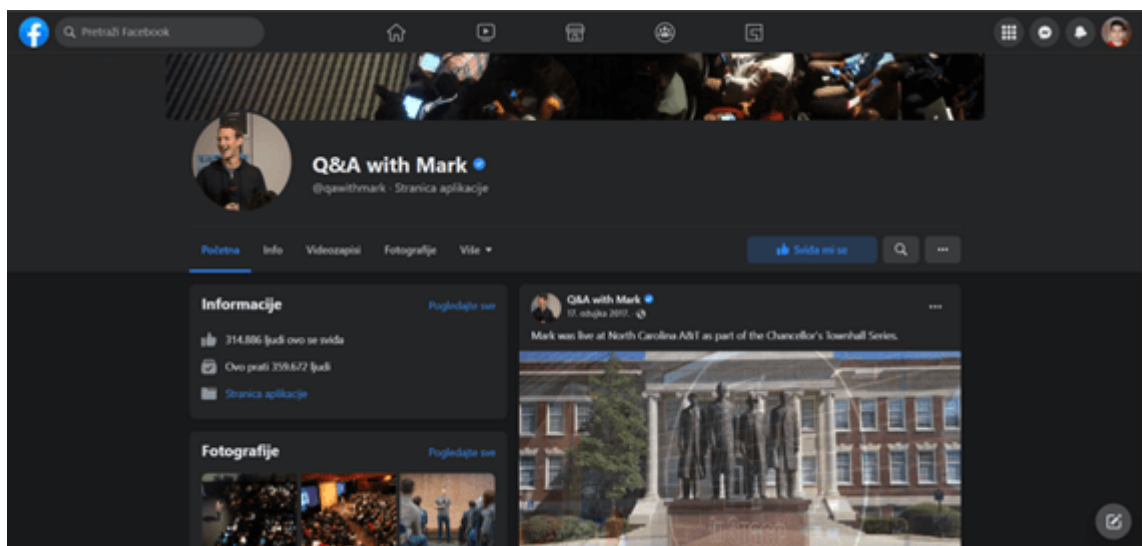 Pretraži Facebook
Q&A with Mark
@qawithmark · Stranica aplikacije
Početna Info Videozapisi Fotografije Više
Sviđa mi se
Informacije Pogledajte sve
314.886 ljudi ovo se sviđa
Ovo prati 359.672 ljudi
Stranica aplikacije
Fotografije Pogledajte sve
Q&A with Mark
17. ožujka 2017. ·
Mark was live at North Carolina A&T as part of the Chancellor's Townhall Series.